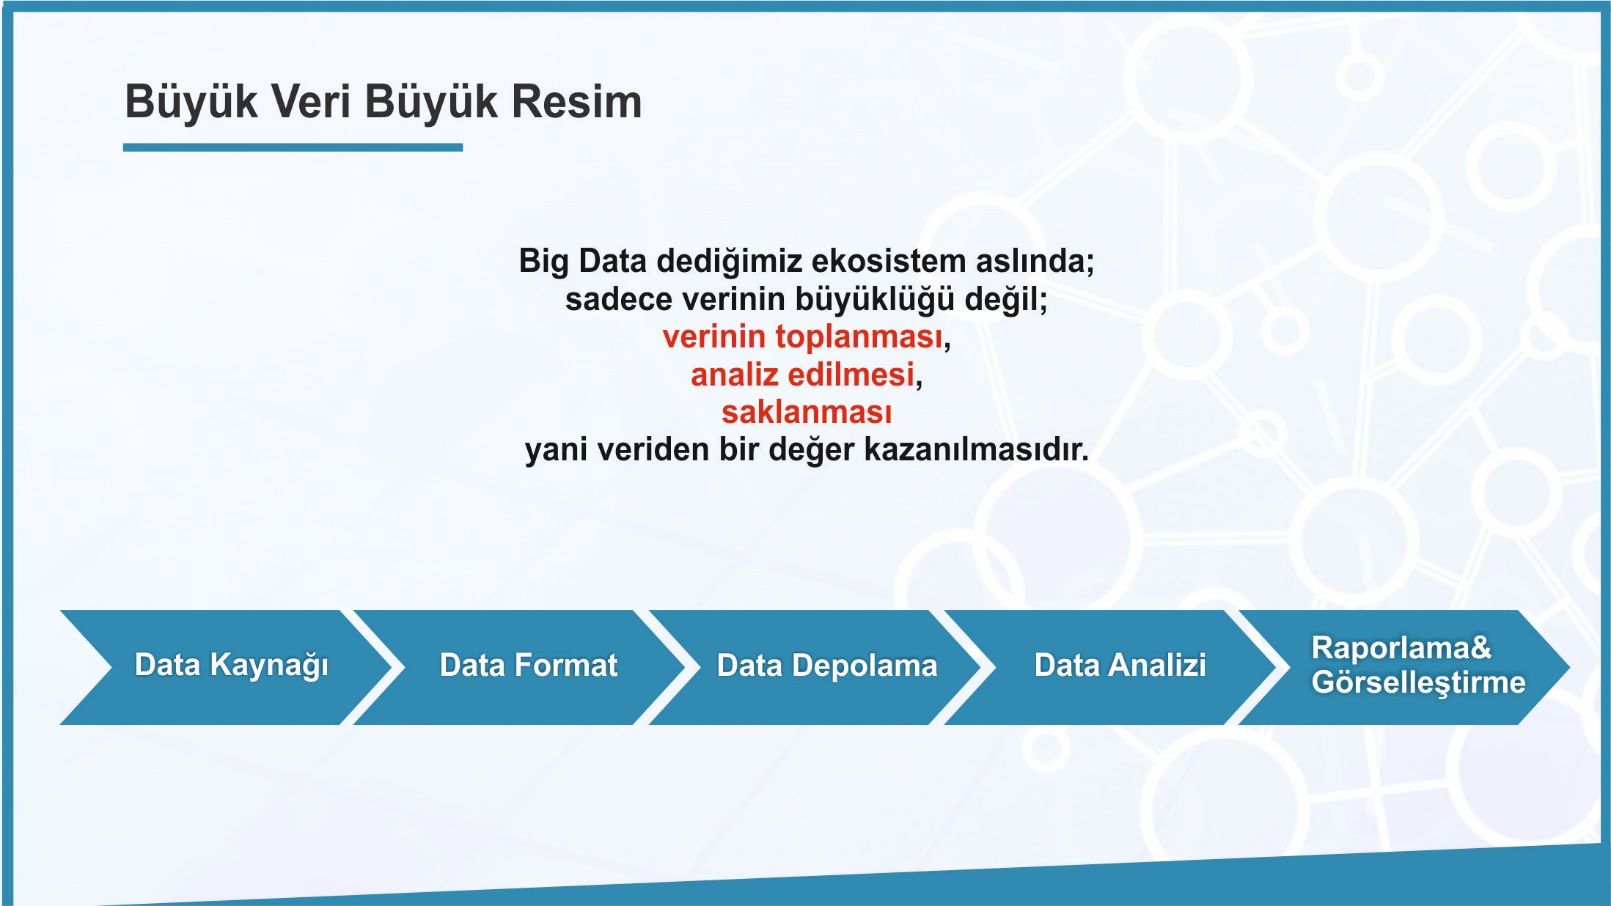 Büyük Veri Büyük Resim
Big Data dediğimiz ekosistem aslında;
sadece verinin büyüklüğü değil;
verinin toplanması,
analiz edilmesi,
saklanması
yani veriden bir değer kazanılmasıdır.
Data Kaynağı
Data Format
Data Depolama
Data Analizi
Raporlama&
Görselleştirme